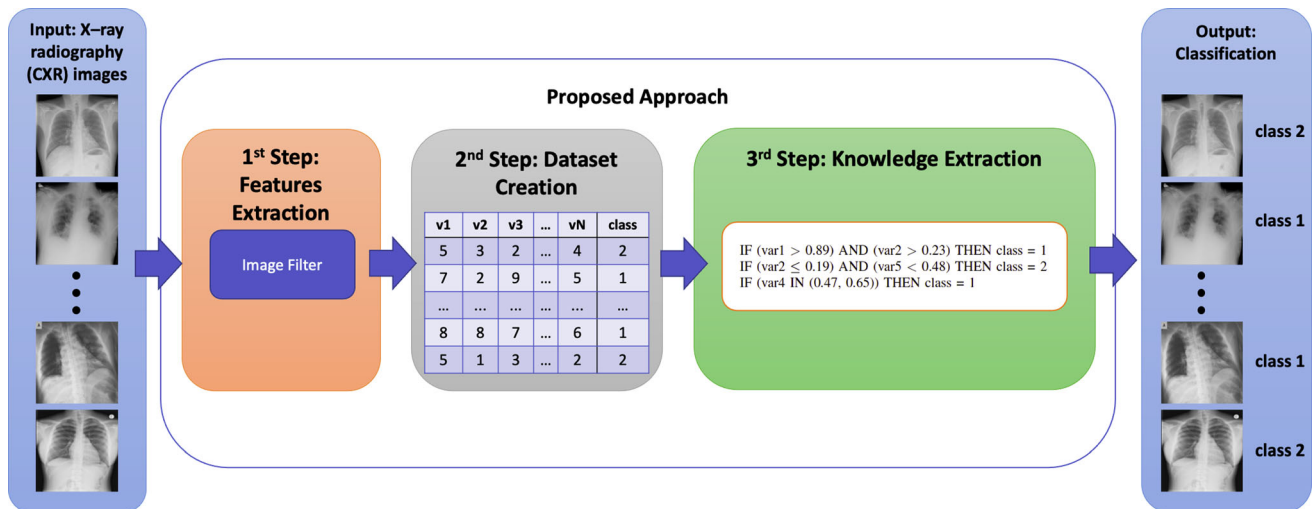 Input: X–ray
radiography
(CXR) images
Proposed Approach
1st Step:
Features
Extraction
Image Filter
2nd Step: Dataset
Creation
v1 v2 v3 ... vN class
5 3 2 ... 4 2
7 2 9 ... 5 1
... ... ... ... ... ...
8 8 7 ... 6 1
5 1 3 ... 2 2
3rd Step: Knowledge Extraction
IF (var1 > 0.89) AND (var2 > 0.23) THEN class = 1
IF (var2 ≤ 0.19) AND (var5 < 0.48) THEN class = 2
IF (var4 IN (0.47, 0.65)) THEN class = 1
Output:
Classification
class 2
class 1
class 1
class 2